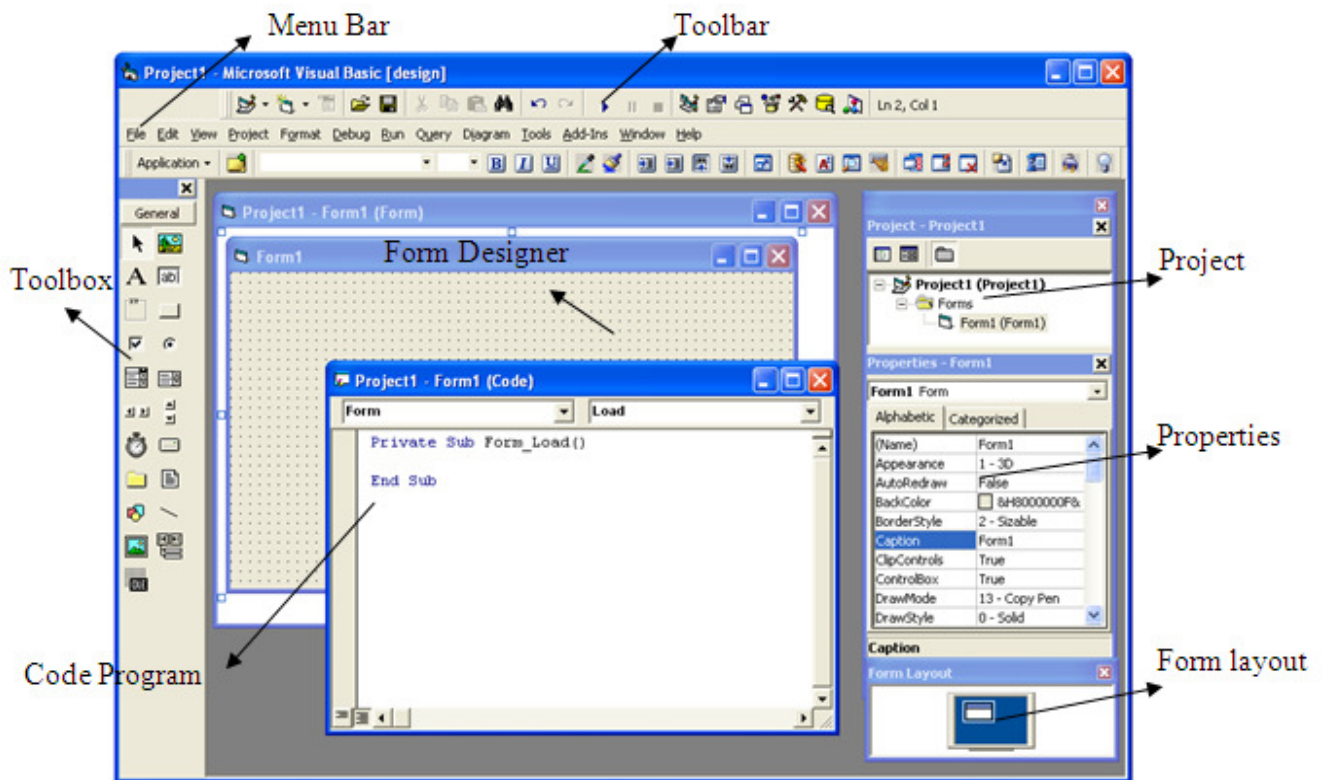 Menu Bar
Toolbar
Project1 - Microsoft Visual Basic [design]
Ln 2, Col 1
File Edit View Project Format Debug Run Query Diagram Tools Add-Ins Window Help
Application
B I U
General
Project1 - Form1 (Form)
Form1
Form Designer
A ab|
Toolbox
Project - Project1
Project1 (Project1)
Forms
Form1 (Form1)
Project
Project1 - Form1 (Code)
Form
Load
Private Sub Form_Load()
End Sub
Code Program
Properties - Form1
Form1 Form
Alphabetic Categorized
(Name) Form1
Appearance 1 - 3D
AutoRedraw False
BackColor &H8000000F&
BorderStyle 2 - Sizable
Caption Form1
ClipControls True
ControlBox True
DrawMode 13 - Copy Pen
DrawStyle 0 - Solid
Caption
Properties
Form Layout
Form layout
OLE